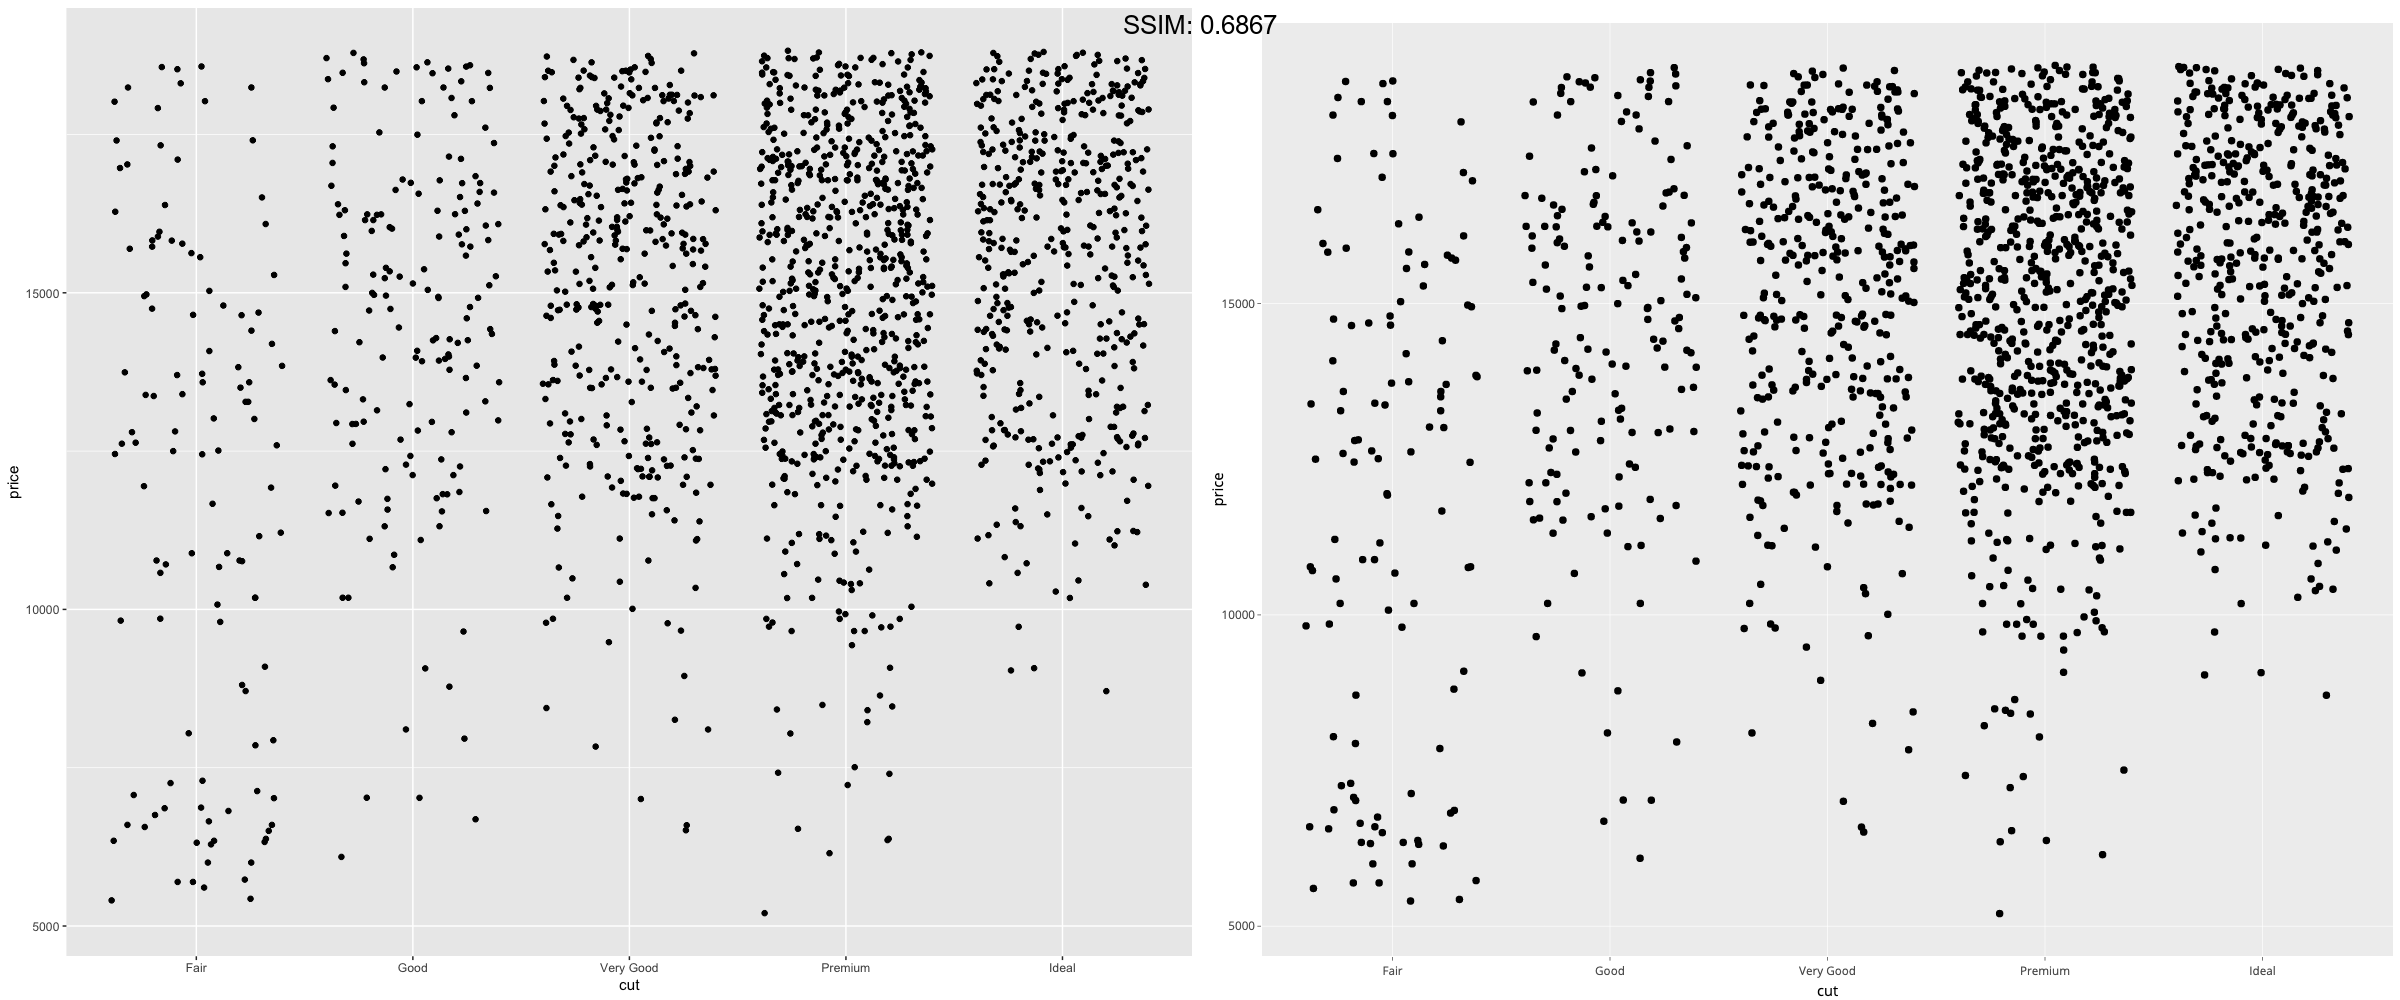 SSIM: 0.6867
price
15000
10000
5000
Fair Good Very Good Premium Ideal
cut
price
15000
10000
5000
Fair Good Very Good Premium Ideal
cut